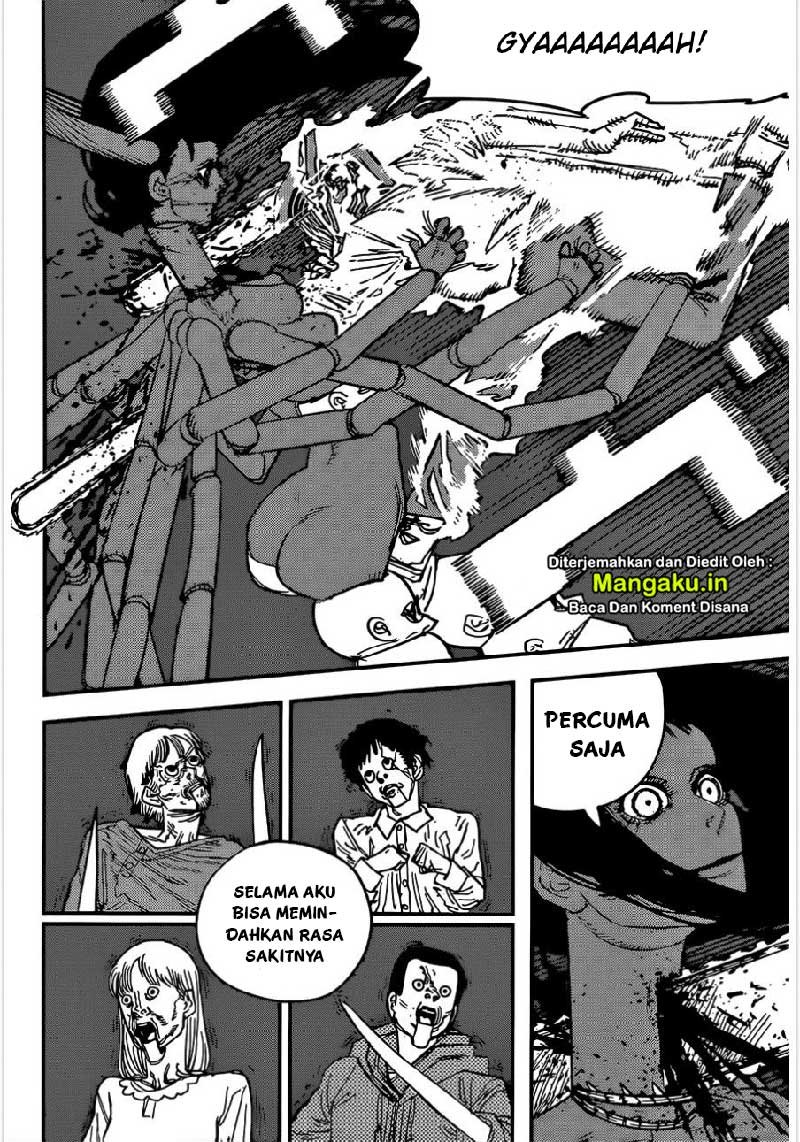 GYAAAAAAAAH!
Diterjemahkan dan Diedit Oleh :
Mangaku.in
Baca Dan Koment Disana
PERCUMA
SAJA
SELAMA AKU
BISA MEMIN-
DAHKAN RASA
SAKITNYA